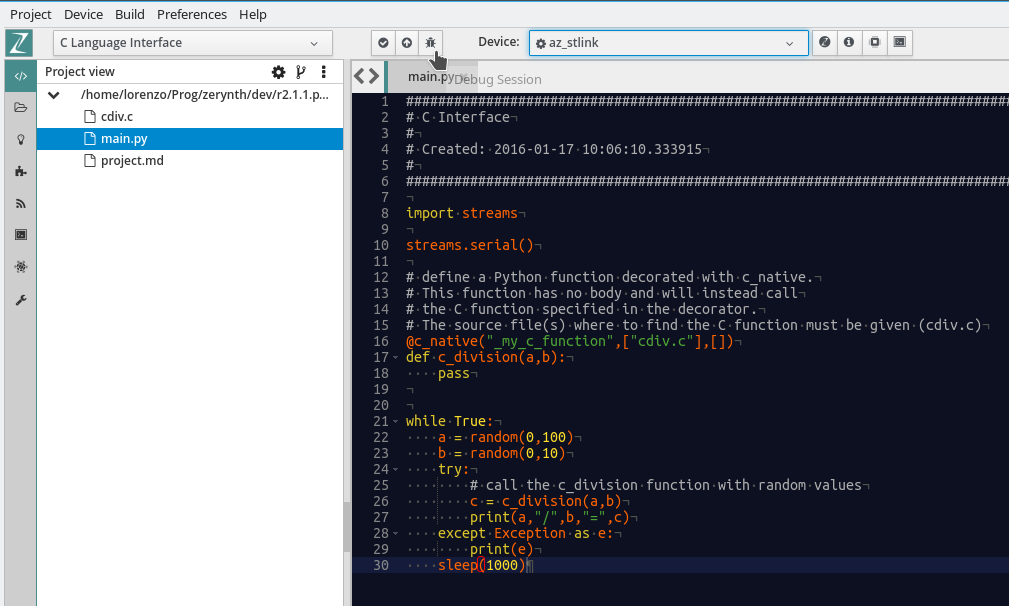 Project Device Build Preferences Help
C Language Interface
Device: az_stlink
Project view
main.py
Debug Session
/home/lorenzo/Prog/zerynth/dev/r2.1.1.p...
cdiv.c
main.py
project.md
1 ############################################################################
2 # C Interface
3 #
4 # Created: 2016-01-17 10:06:10.333915
5 #
6 ############################################################################
7
8 import streams
9
10 streams.serial()
11
12 # define a Python function decorated with c_native.
13 # This function has no body and will instead call
14 # the C function specified in the decorator.
15 # The source file(s) where to find the C function must be given (cdiv.c)
16 @c_native("_my_c_function",["cdiv.c"],[])
17 def c_division(a,b):
18     pass
19
20
21 while True:
22     a = random(0,100)
23     b = random(0,10)
24     try:
25         # call the c_division function with random values
26         c = c_division(a,b)
27         print(a,"/",b,"=",c)
28     except Exception as e:
29         print(e)
30     sleep(1000)